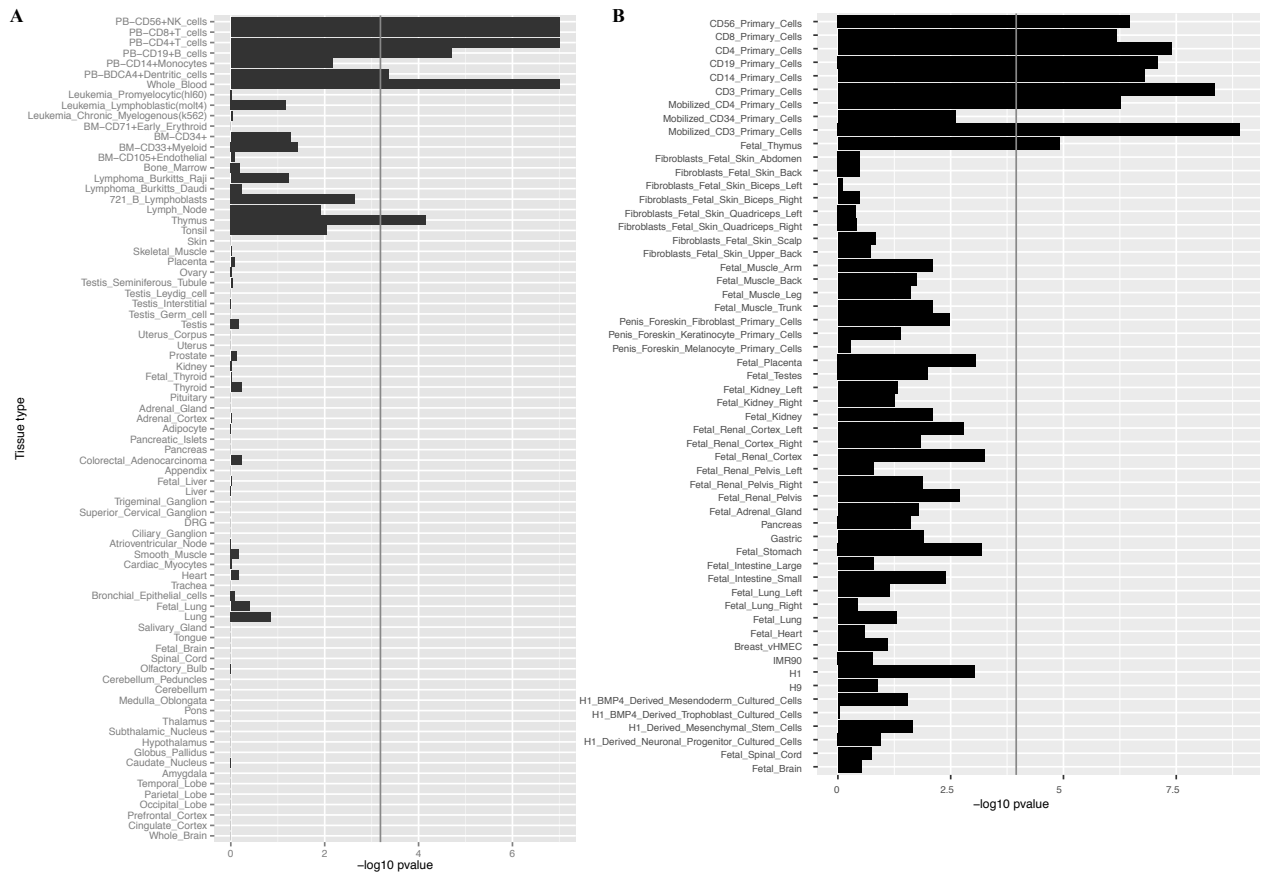 A
PB-CD56+NK_cells
PB-CD8+T_cells
PB-CD4+T_cells
PB-CD19+B_cells
PB-CD14+Monocytes
PB-BDCA4+Dentritic_cells
Whole_Blood
Leukemia_Promyelocytic(hl60)
Leukemia_Lymphoblastic(molt4)
Leukemia_Chronic_Myelogenous(k562)
BM-CD71+Early_Erythroid
BM-CD34+
BM-CD33+Myeloid
BM-CD105+Endothelial
Bone_Marrow
Lymphoma_Burkitts_Raji
Lymphoma_Burkitts_Daudi
721_B_Lymphoblasts
Lymph_Node
Thymus
Tonsil
Skin
Skeletal_Muscle
Placenta
Ovary
Testis_Seminiferous_Tubule
Testis_Leydig_cell
Testis_Interstitial
Testis_Germ_cell
Testis
Uterus_Corpus
Uterus
Prostate
Kidney
Fetal_Thyroid
Thyroid
Pituitary
Adrenal_Gland
Adrenal_Cortex
Adipocyte
Pancreatic_Islets
Pancreas
Colorectal_Adenocarcinoma
Appendix
Fetal_Liver
Liver
Trigeminal_Ganglion
Superior_Cervical_Ganglion
DRG
Ciliary_Ganglion
Atrioventricular_Node
Smooth_Muscle
Cardiac_Myocytes
Heart
Trachea
Bronchial_Epithelial_cells
Fetal_Lung
Lung
Salivary_Gland
Tongue
Fetal_Brain
Spinal_Cord
Olfactory_Bulb
Cerebellum_Peduncles
Cerebellum
Medulla_Oblongata
Pons
Thalamus
Subthalamic_Nucleus
Hypothalamus
Globus_Pallidus
Caudate_Nucleus
Amygdala
Temporal_Lobe
Parietal_Lobe
Occipital_Lobe
Prefrontal_Cortex
Cingulate_Cortex
Whole_Brain
Tissue type
0 2 4 6
−log10 pvalue
B
CD56_Primary_Cells
CD8_Primary_Cells
CD4_Primary_Cells
CD19_Primary_Cells
CD14_Primary_Cells
CD3_Primary_Cells
Mobilized_CD4_Primary_Cells
Mobilized_CD34_Primary_Cells
Mobilized_CD3_Primary_Cells
Fetal_Thymus
Fibroblasts_Fetal_Skin_Abdomen
Fibroblasts_Fetal_Skin_Back
Fibroblasts_Fetal_Skin_Biceps_Left
Fibroblasts_Fetal_Skin_Biceps_Right
Fibroblasts_Fetal_Skin_Quadriceps_Left
Fibroblasts_Fetal_Skin_Quadriceps_Right
Fibroblasts_Fetal_Skin_Scalp
Fibroblasts_Fetal_Skin_Upper_Back
Fetal_Muscle_Arm
Fetal_Muscle_Back
Fetal_Muscle_Leg
Fetal_Muscle_Trunk
Penis_Foreskin_Fibroblast_Primary_Cells
Penis_Foreskin_Keratinocyte_Primary_Cells
Penis_Foreskin_Melanocyte_Primary_Cells
Fetal_Placenta
Fetal_Testes
Fetal_Kidney_Left
Fetal_Kidney_Right
Fetal_Kidney
Fetal_Renal_Cortex_Left
Fetal_Renal_Cortex_Right
Fetal_Renal_Cortex
Fetal_Renal_Pelvis_Left
Fetal_Renal_Pelvis_Right
Fetal_Renal_Pelvis
Fetal_Adrenal_Gland
Pancreas
Gastric
Fetal_Stomach
Fetal_Intestine_Large
Fetal_Intestine_Small
Fetal_Lung_Left
Fetal_Lung_Right
Fetal_Lung
Fetal_Heart
Breast_vHMEC
IMR90
H1
H9
H1_BMP4_Derived_Mesendoderm_Cultured_Cells
H1_BMP4_Derived_Trophoblast_Cultured_Cells
H1_Derived_Mesenchymal_Stem_Cells
H1_Derived_Neuronal_Progenitor_Cultured_Cells
Fetal_Spinal_Cord
Fetal_Brain
0 2.5 5 7.5
−log10 pvalue